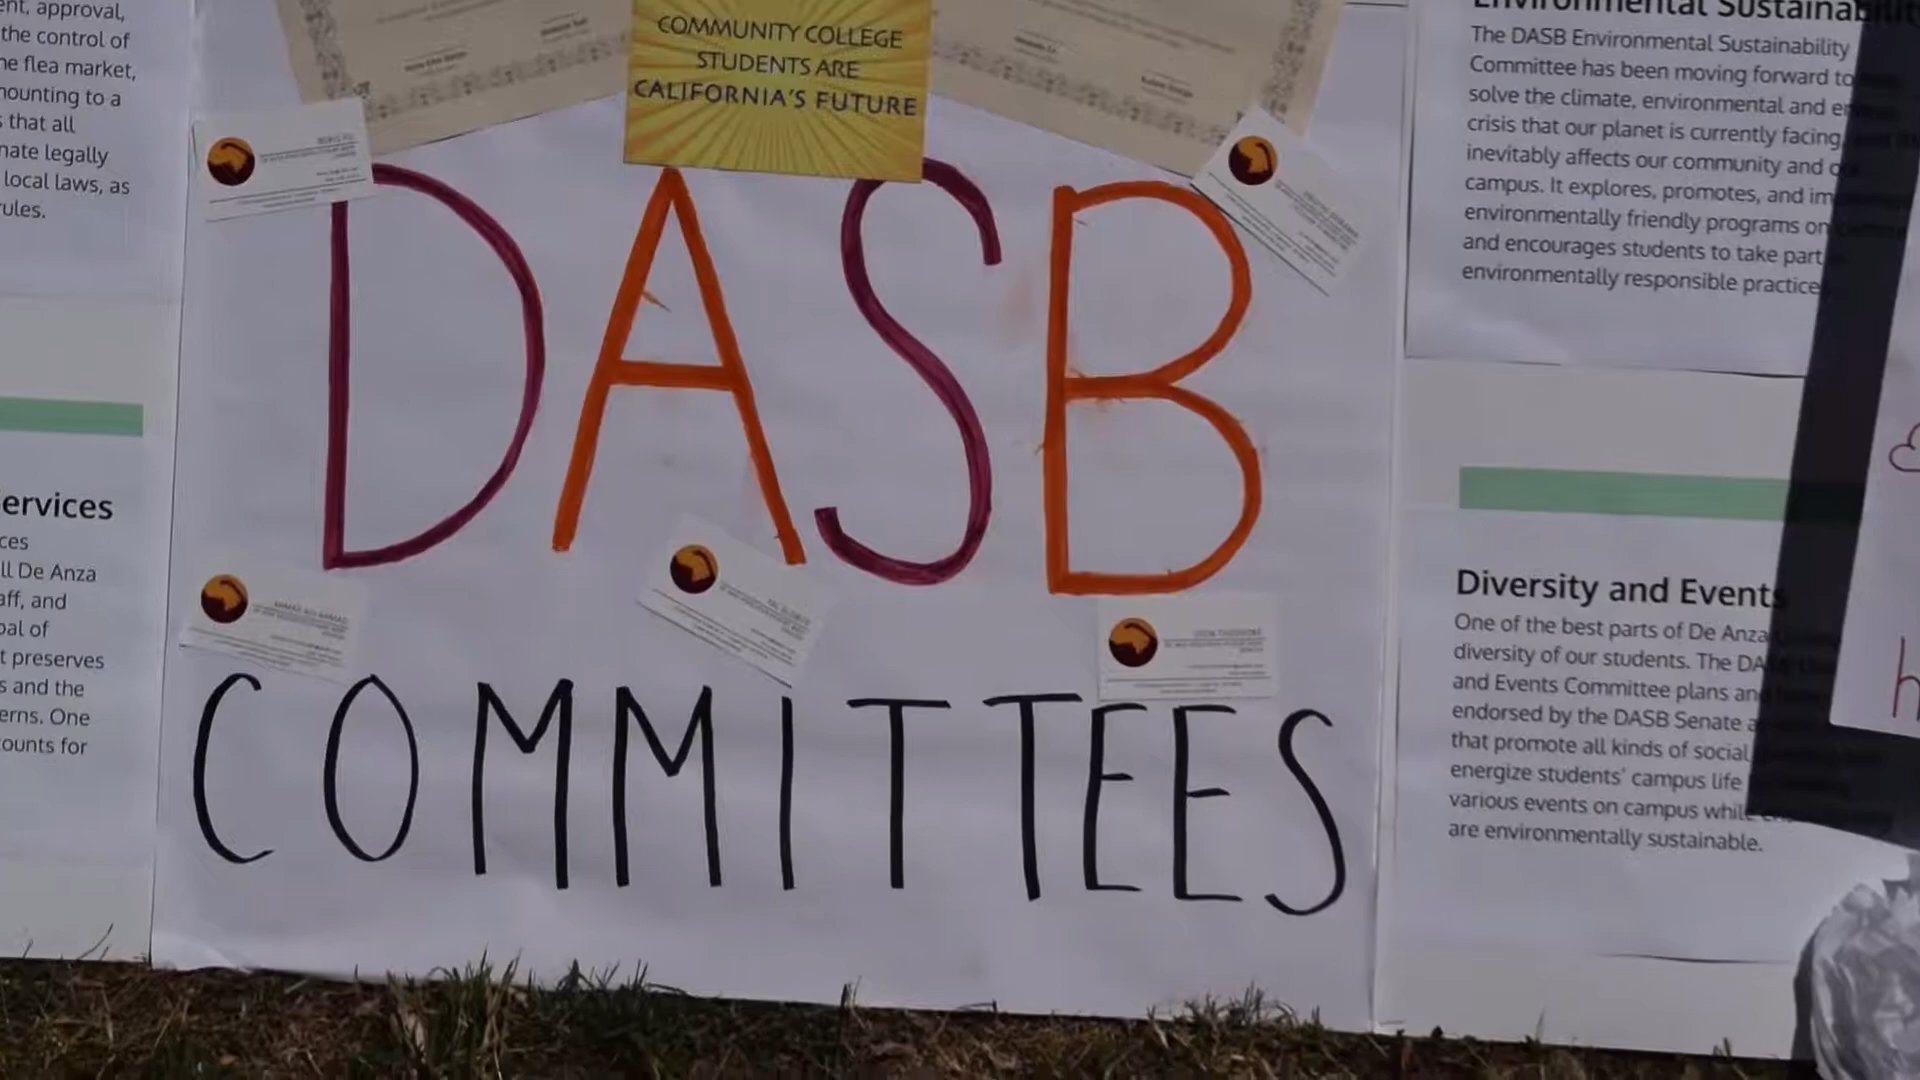 nt, approval,
the control of
he flea market,
mounting to a
s that all
nate legally
local laws, as
rules.
ervices
ces
ll De Anza
aff, and
oal of
t preserves
s and the
erns. One
ounts for
COMMUNITY COLLEGE
STUDENTS ARE
CALIFORNIA'S FUTURE
DASB
COMMITTEES
Environmental Sustainability
The DASB Environmental Sustainability
Committee has been moving forward to
solve the climate, environmental and en
crisis that our planet is currently facing,
inevitably affects our community and o
campus. It explores, promotes, and im
environmentally friendly programs on
and encourages students to take part
environmentally responsible practice
Diversity and Events
One of the best parts of De Anza
diversity of our students. The DA
and Events Committee plans an
endorsed by the DASB Senate a
that promote all kinds of social
energize students' campus life
various events on campus while
are environmentally sustainable.
h